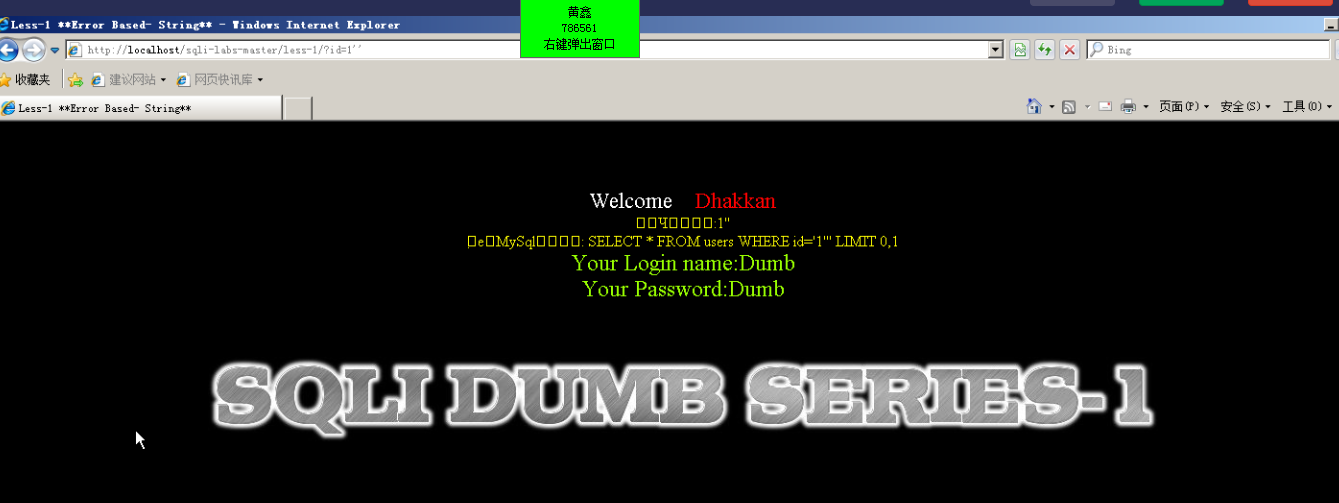 黄鑫
786561
右键弹出窗口
Less-1 **Error Based- String** - Windows Internet Explorer
http://localhost/sqli-labs-master/less-1/?id=1''
Bing
收藏夹 建议网站 网页快讯库
Less-1 **Error Based- String**
页面(P) 安全(S) 工具(O)
Welcome Dhakkan
:1''
MySql: SELECT * FROM users WHERE id='1''' LIMIT 0,1
Your Login name:Dumb
Your Password:Dumb
SQLI DUMB SERIES-1